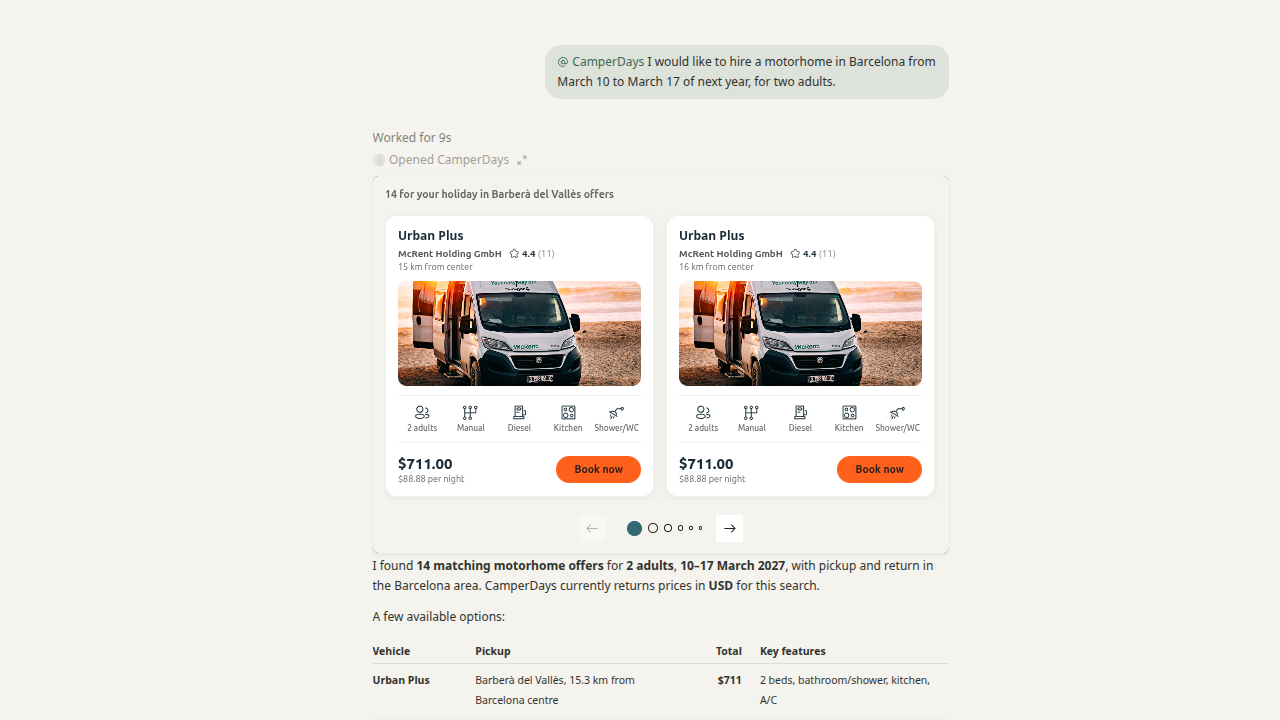 @ CamperDays I would like to hire a motorhome in Barcelona from
March 10 to March 17 of next year, for two adults.
Worked for 9s
Opened CamperDays
14 for your holiday in Barberà del Vallès offers
Urban Plus
McRent Holding GmbH 4.4 (11)
15 km from center
McRent
2 adults Manual Diesel Kitchen Shower/WC
$711.00
$88.88 per night
Book now
Urban Plus
McRent Holding GmbH 4.4 (11)
16 km from center
McRent
2 adults Manual Diesel Kitchen Shower/WC
$711.00
$88.88 per night
Book now
I found 14 matching motorhome offers for 2 adults, 10–17 March 2027, with pickup and return in
the Barcelona area. CamperDays currently returns prices in USD for this search.
A few available options:
Vehicle Pickup Total Key features
Urban Plus Barberà del Vallès, 15.3 km from $711 2 beds, bathroom/shower, kitchen,
Barcelona centre A/C